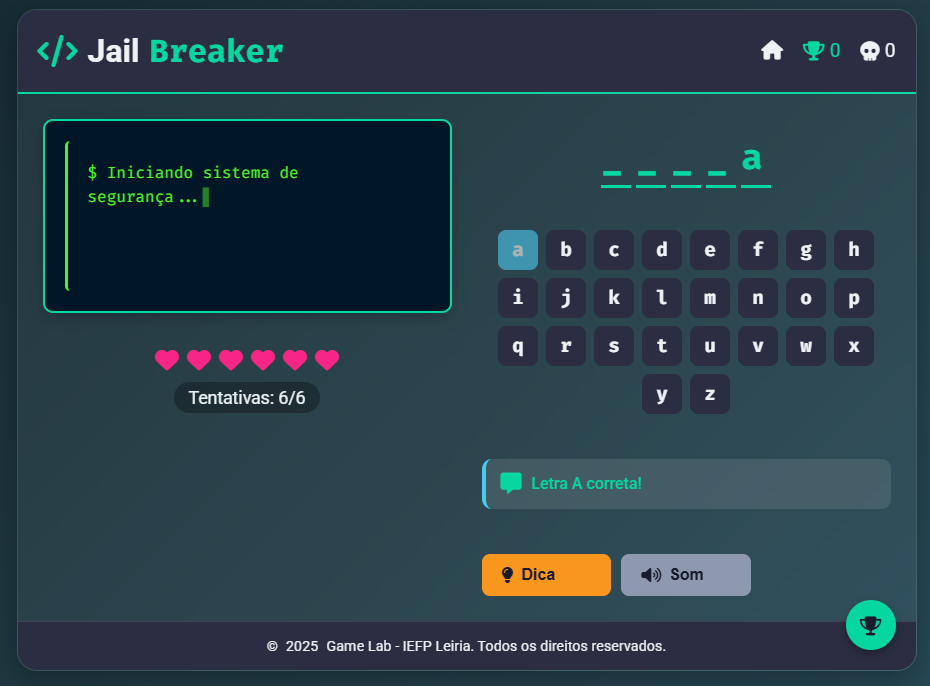 </> Jail Breaker
0 0
$ Iniciando sistema de
segurança...
_ _ _ _ a
a b c d e f g h
i j k l m n o p
q r s t u v w x
y z
Tentativas: 6/6
Letra A correta!
Dica Som
© 2025 Game Lab - IEFP Leiria. Todos os direitos reservados.